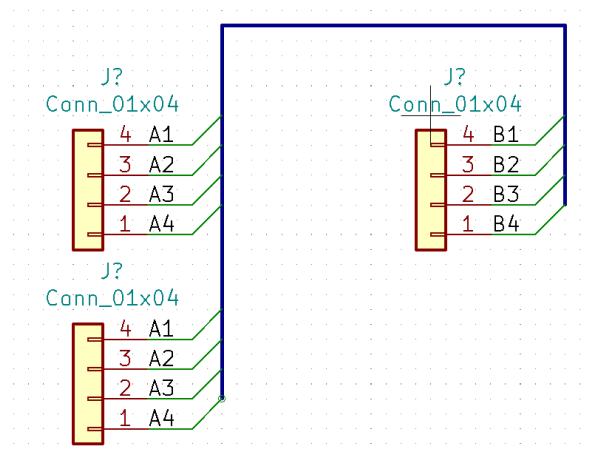 J?
Conn_01x04
4 A1
3 A2
2 A3
1 A4
J?
Conn_01x04
4 B1
3 B2
2 B3
1 B4
J?
Conn_01x04
4 A1
3 A2
2 A3
1 A4